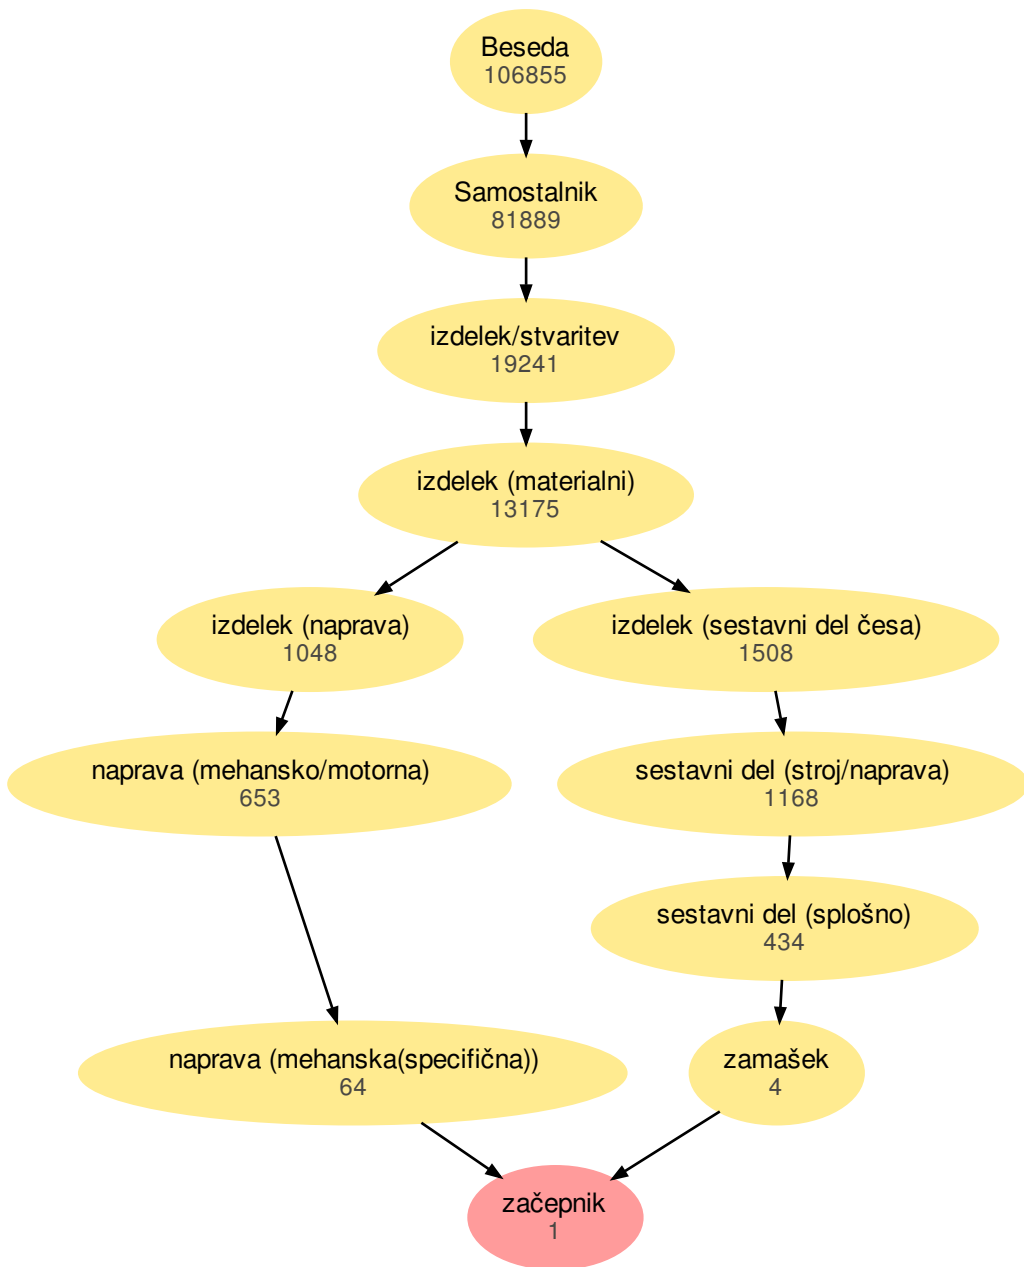 Beseda
106855
Samostalnik
81889
izdelek/stvaritev
19241
izdelek (materialni)
13175
izdelek (naprava)
1048
izdelek (sestavni del česa)
1508
naprava (mehansko/motorna)
653
sestavni del (stroj/naprava)
1168
sestavni del (splošno)
434
naprava (mehanska(specifična))
64
zamašek
4
začepnik
1